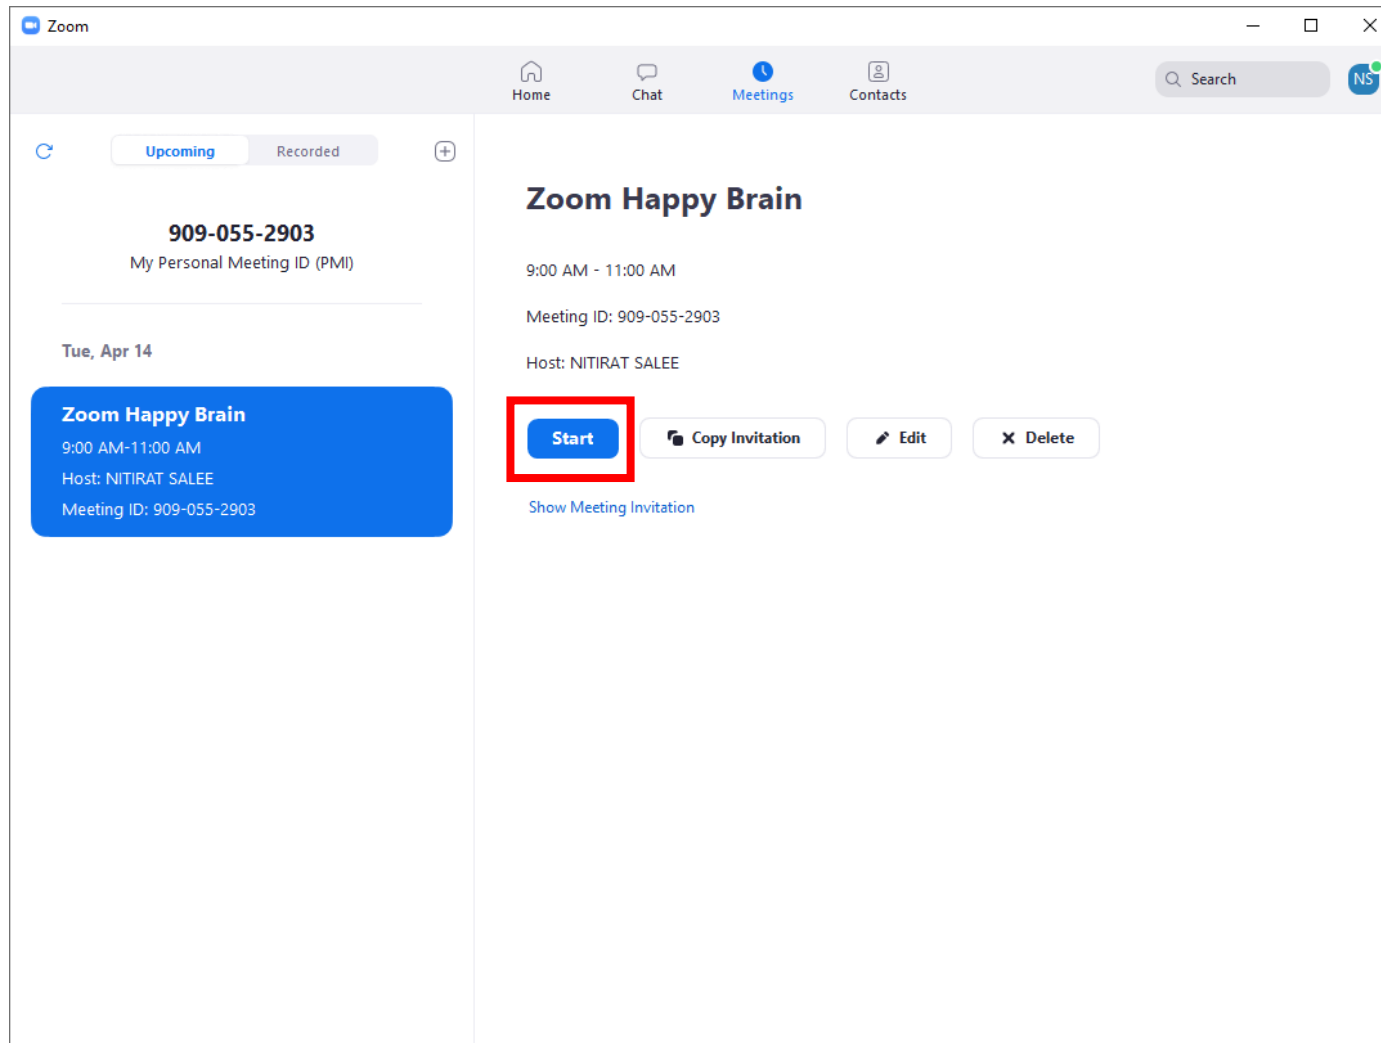 Zoom
Home
Chat
Meetings
Contacts
Search
NS
Upcoming
Recorded
909-055-2903
My Personal Meeting ID (PMI)
Tue, Apr 14
Zoom Happy Brain
9:00 AM-11:00 AM
Host: NITIRAT SALEE
Meeting ID: 909-055-2903
Zoom Happy Brain
9:00 AM - 11:00 AM
Meeting ID: 909-055-2903
Host: NITIRAT SALEE
Start
Copy Invitation
Edit
Delete
Show Meeting Invitation